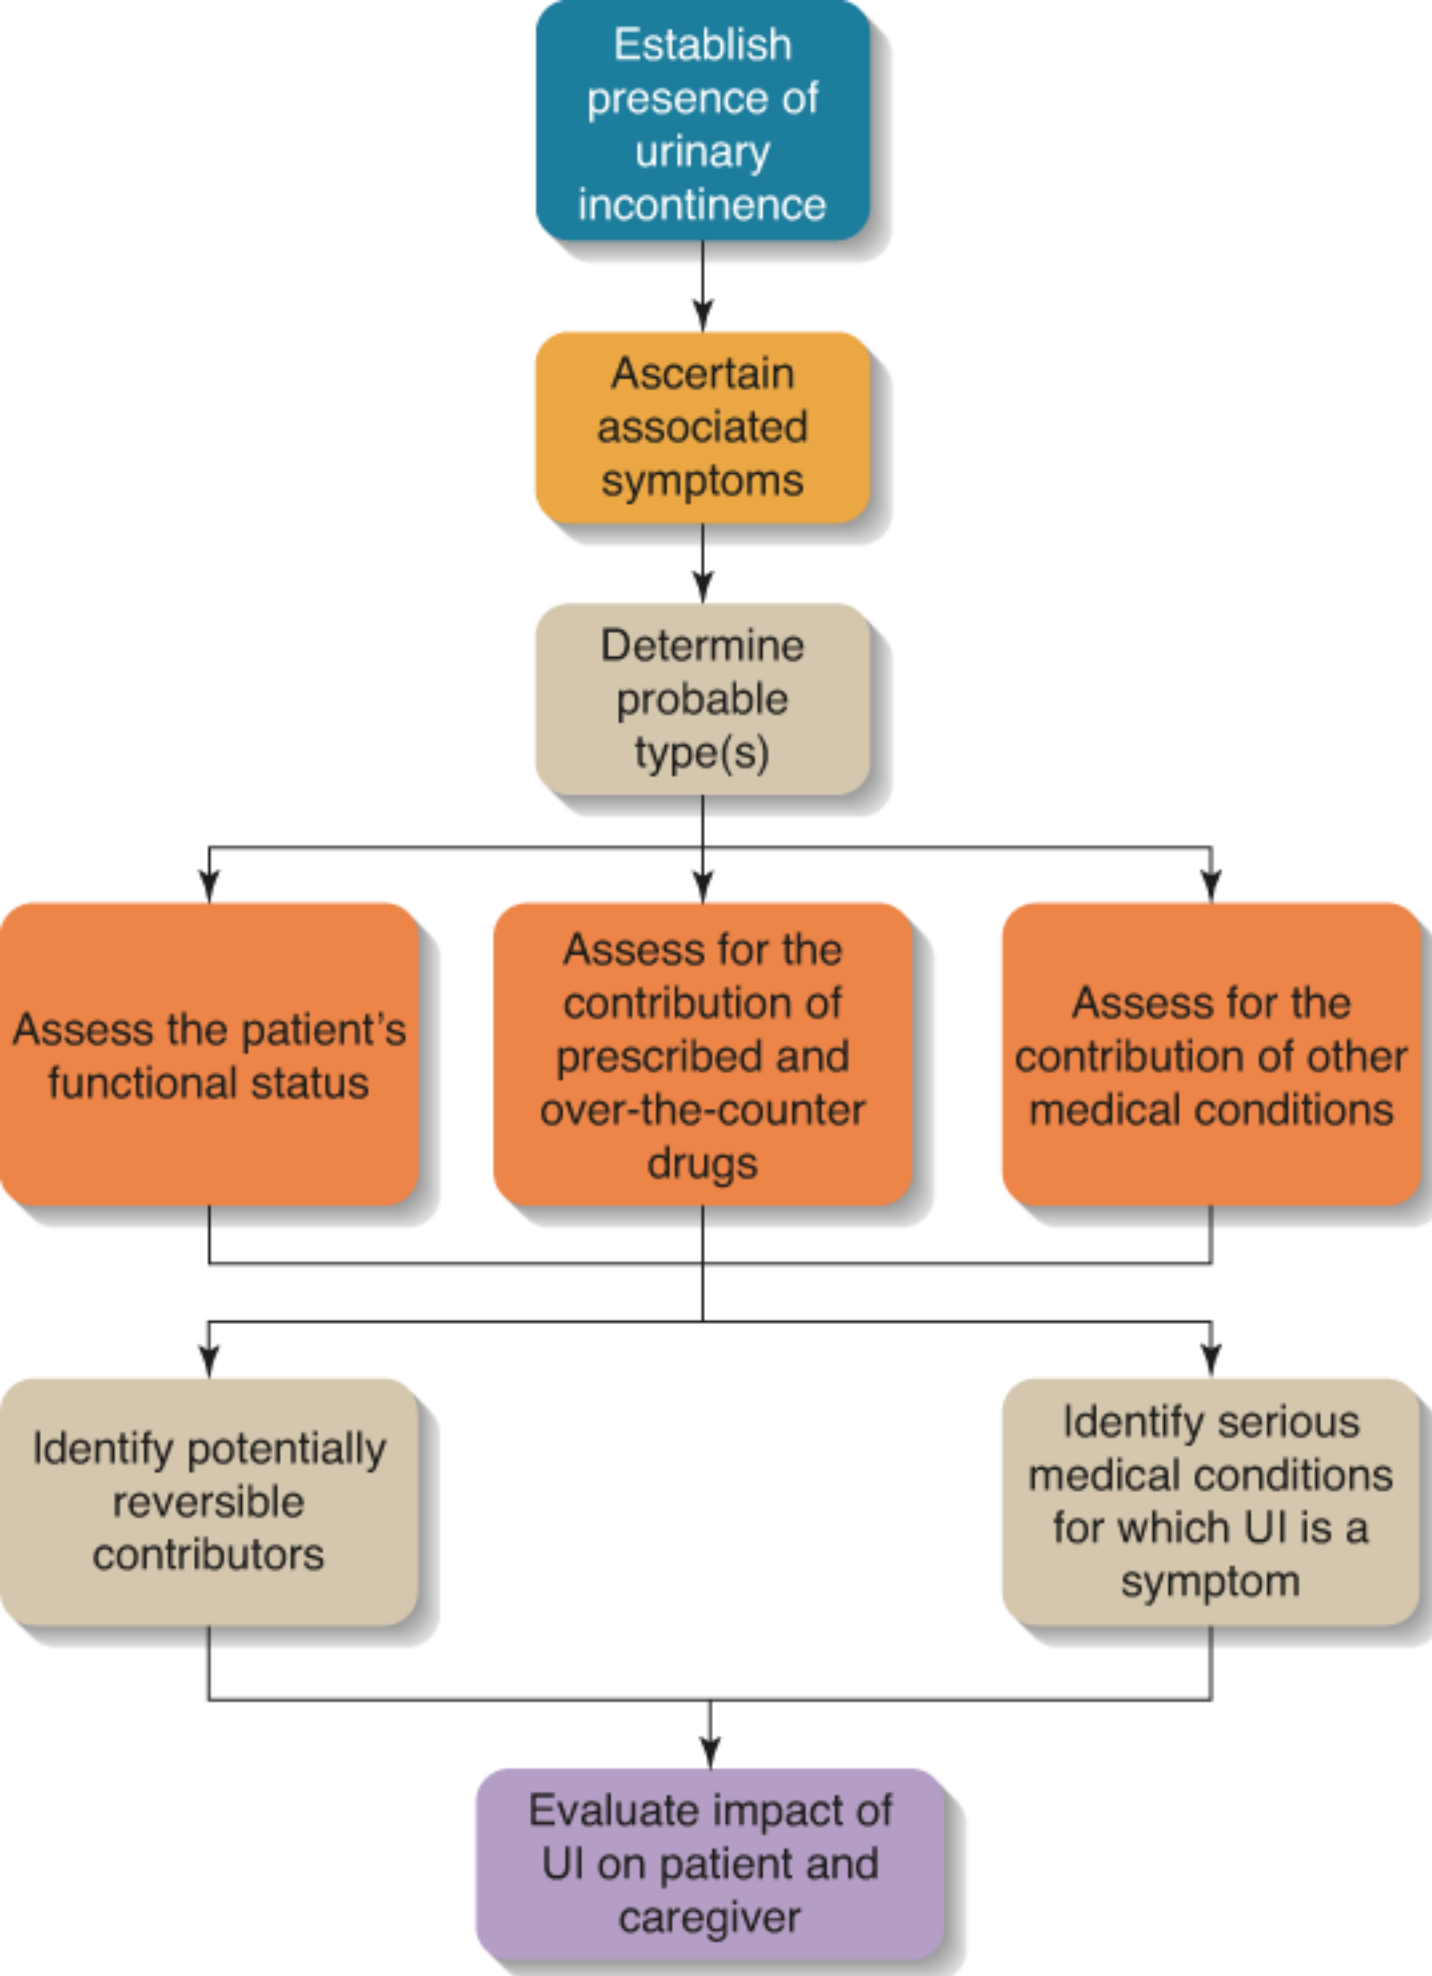 Establish
presence of
urinary
incontinence
Ascertain
associated
symptoms
Determine
probable
type(s)
Assess the patient’s
functional status
Assess for the
contribution of
prescribed and
over-the-counter
drugs
Assess for the
contribution of other
medical conditions
Identify potentially
reversible
contributors
Identify serious
medical conditions
for which UI is a
symptom
Evaluate impact of
UI on patient and
caregiver